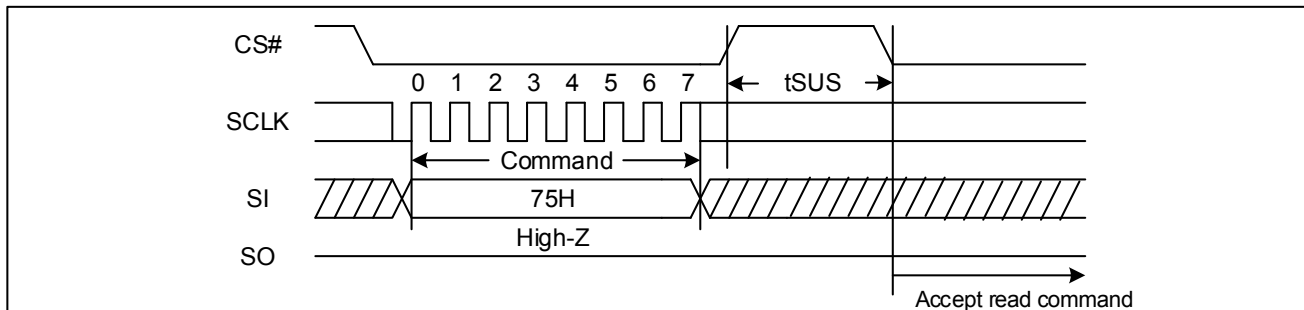 CS#
0 1 2 3 4 5 6 7
tSUS
SCLK
Command
SI
75H
High-Z
SO
Accept read command